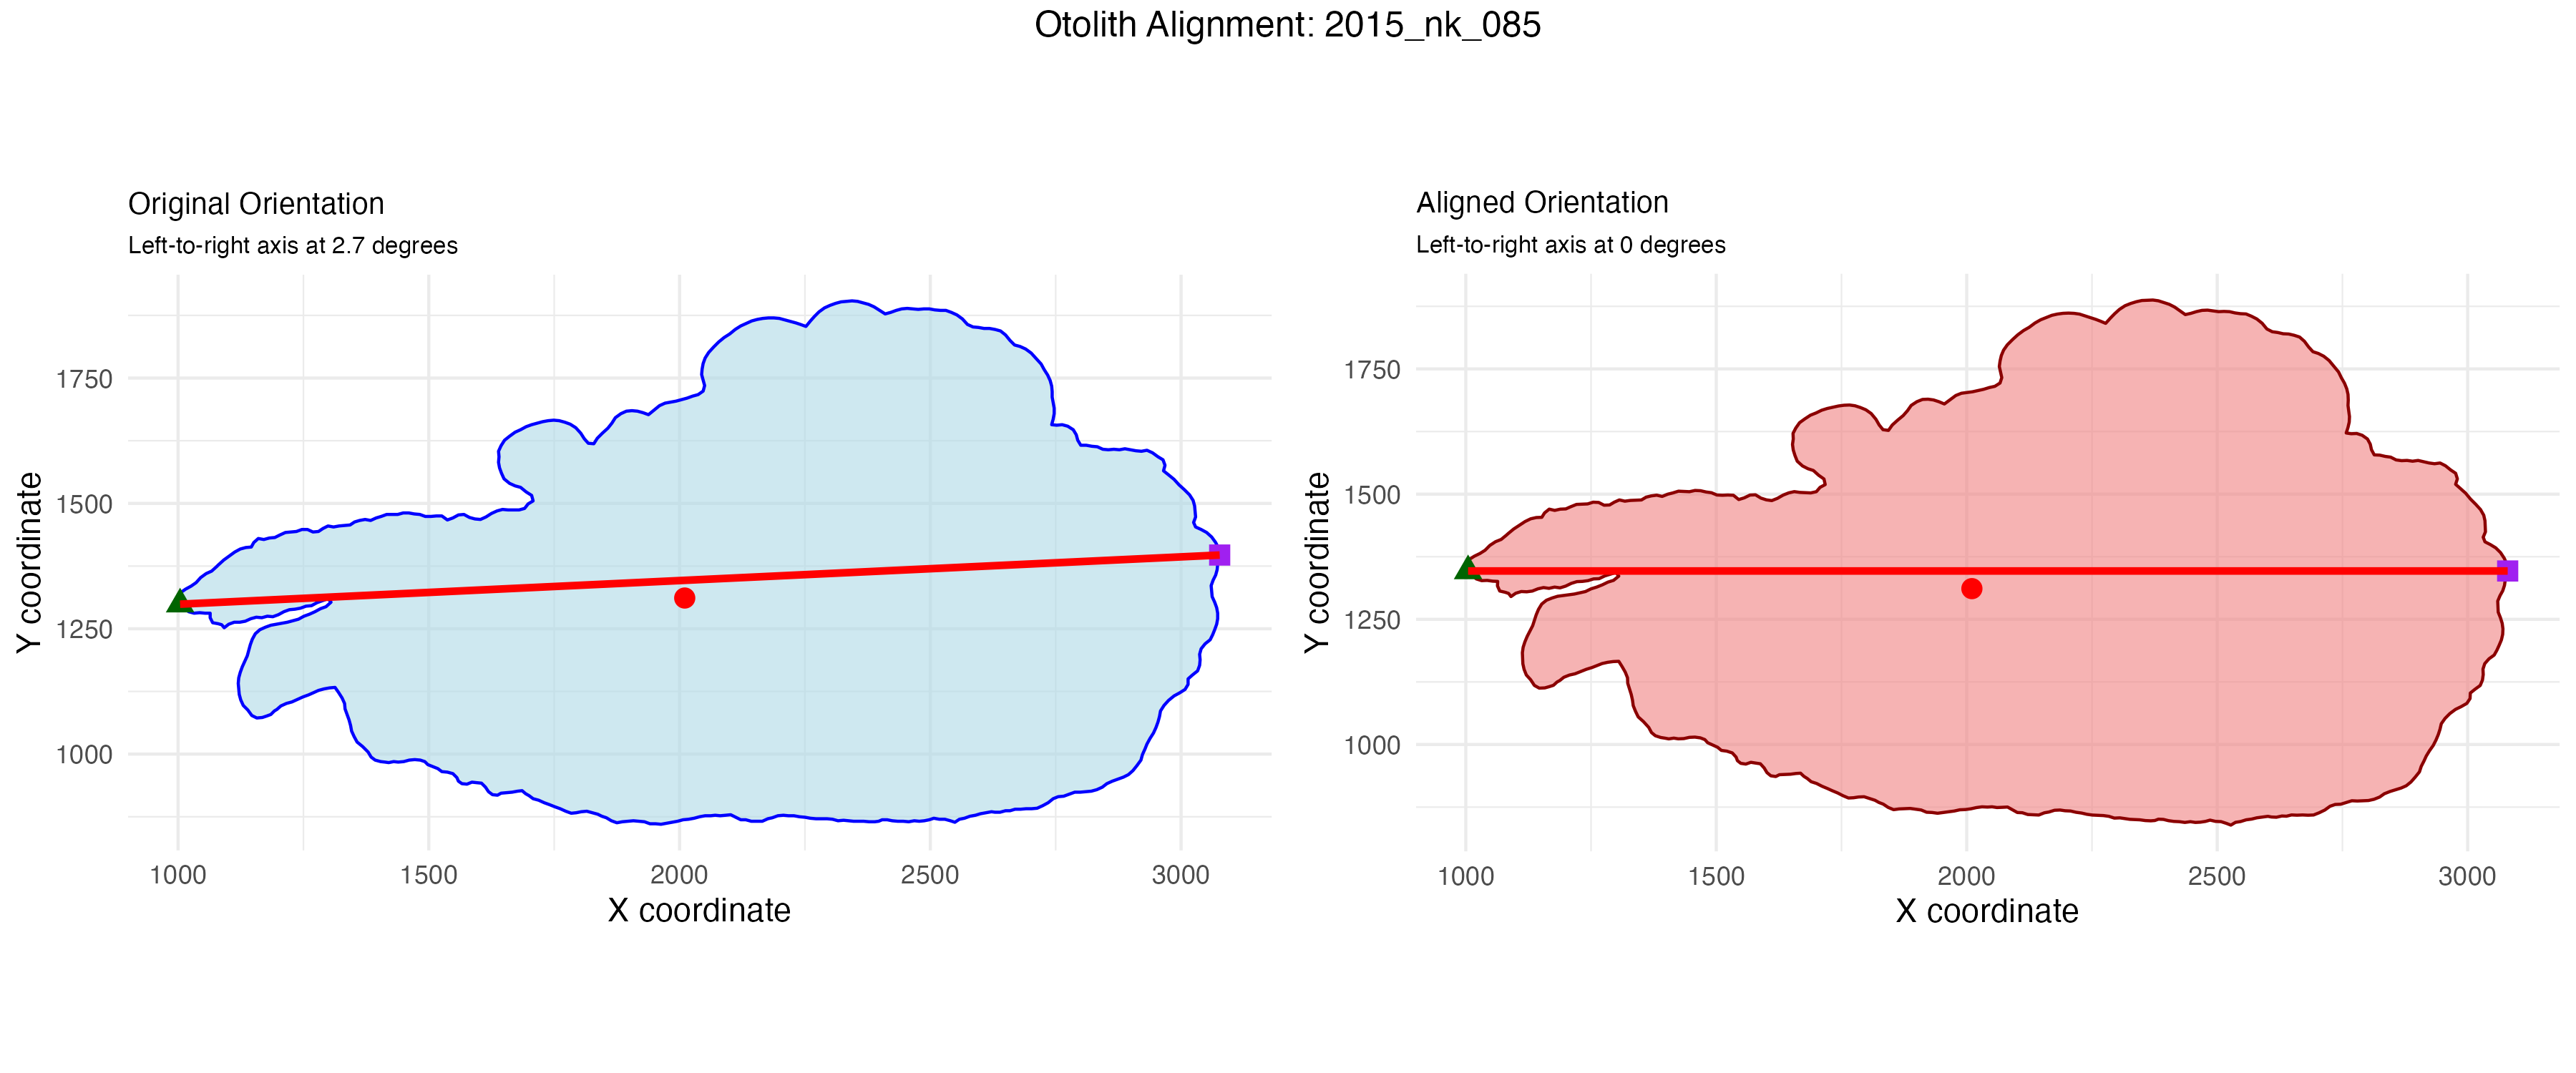 Otolith Alignment: 2015_nk_085
Original Orientation
Left-to-right axis at 2.7 degrees
1750
1500
1250
1000
Y coordinate
1000 1500 2000 2500 3000
X coordinate
Aligned Orientation
Left-to-right axis at 0 degrees
1750
1500
1250
1000
Y coordinate
1000 1500 2000 2500 3000
X coordinate